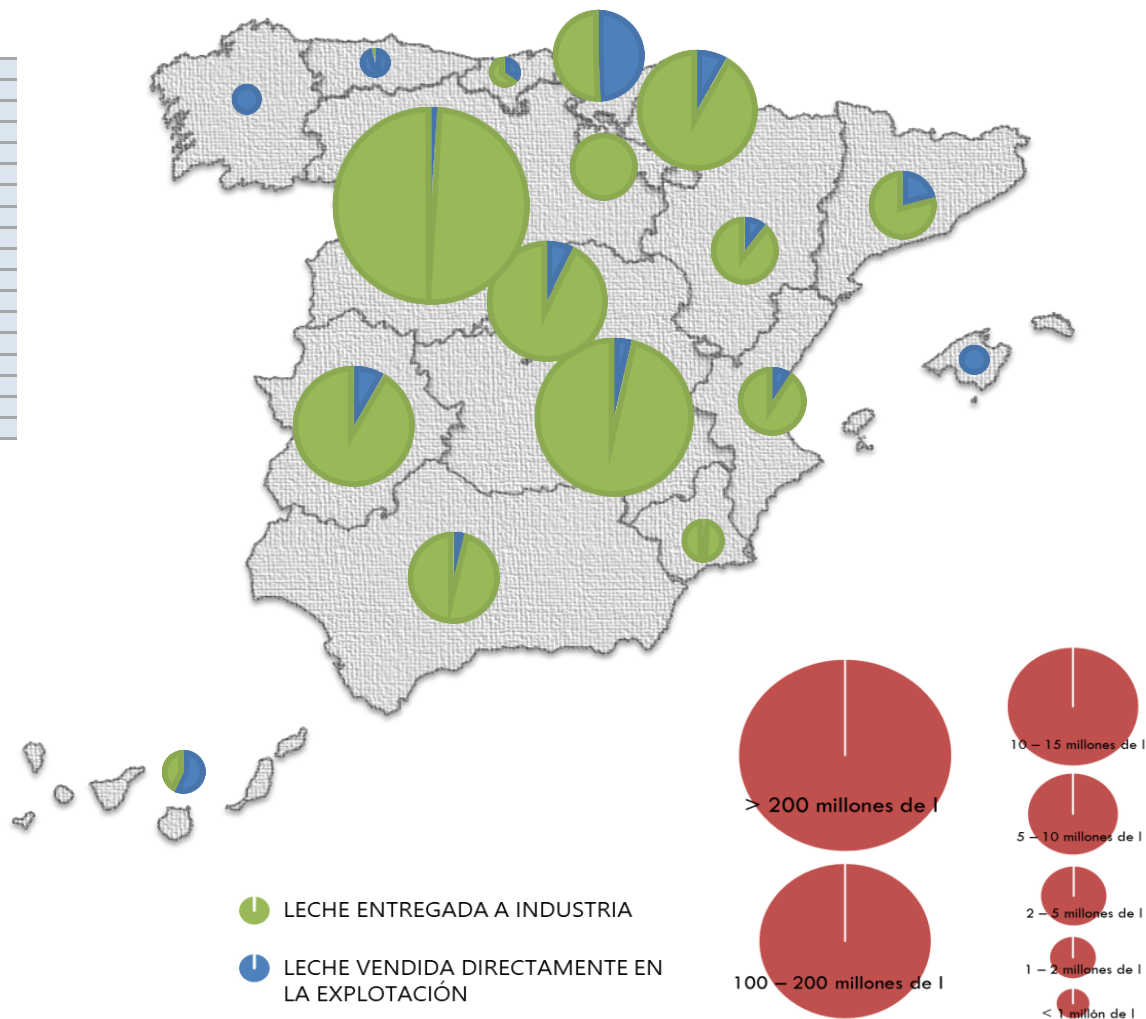 > 200 millones de l
10 – 15 millones de l
5 – 10 millones de l
100 – 200 millones de l
2 – 5 millones de l
1 – 2 millones de l
< 1 millón de l
LECHE ENTREGADA A INDUSTRIA
LECHE VENDIDA DIRECTAMENTE EN
LA EXPLOTACIÓN